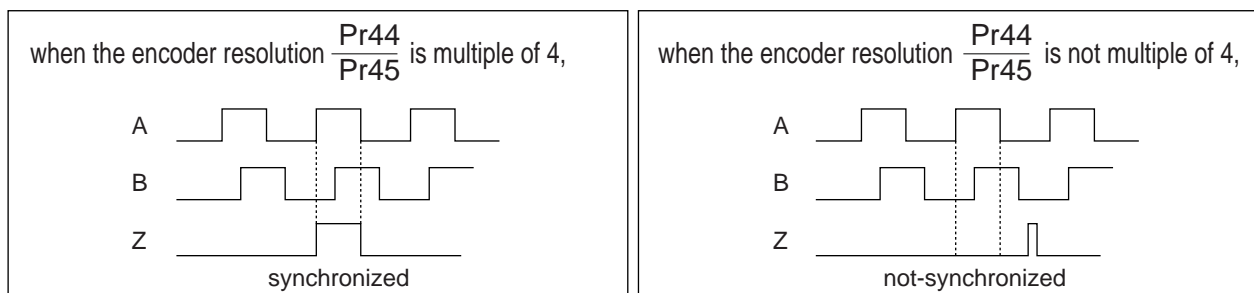 when the encoder resolution Pr44/Pr45 is multiple of 4,
A
B
Z
synchronized
when the encoder resolution Pr44/Pr45 is not multiple of 4,
A
B
Z
not-synchronized